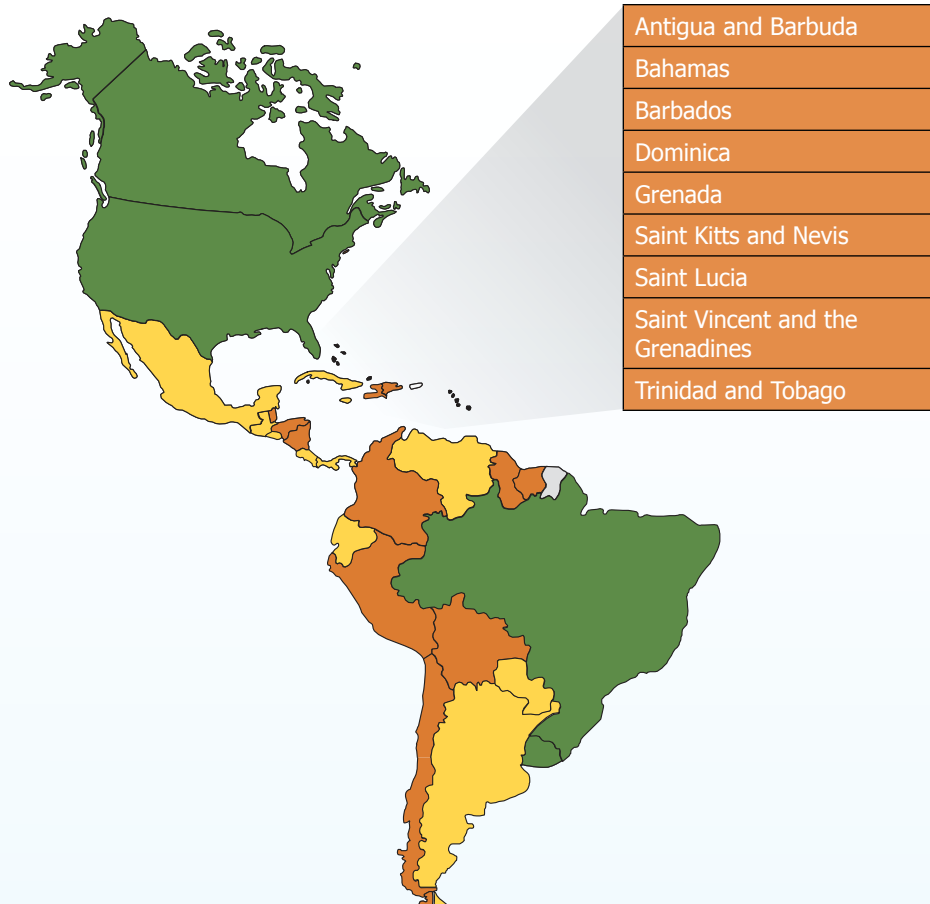 Antigua and Barbuda
Bahamas
Barbados
Dominica
Grenada
Saint Kitts and Nevis
Saint Lucia
Saint Vincent and the
Grenadines
Trinidad and Tobago